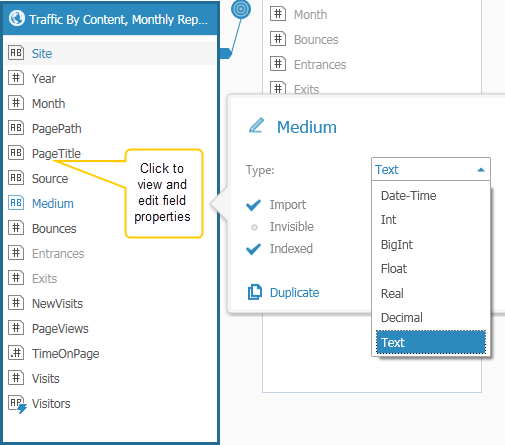 Traffic By Content, Monthly Rep...
AB Site
# Year
# Month
AB PagePath
AB PageTitle
AB Source
AB Medium
# Bounces
# Entrances
# Exits
# NewVisits
# PageViews
.# TimeOnPage
# Visits
AB Visitors
Click to
view and
edit field
properties
# Month
# Bounces
# Entrances
# Exits
Medium
Type:
Text
Import
Invisible
Indexed
Duplicate
Date-Time
Int
BigInt
Float
Real
Decimal
Text